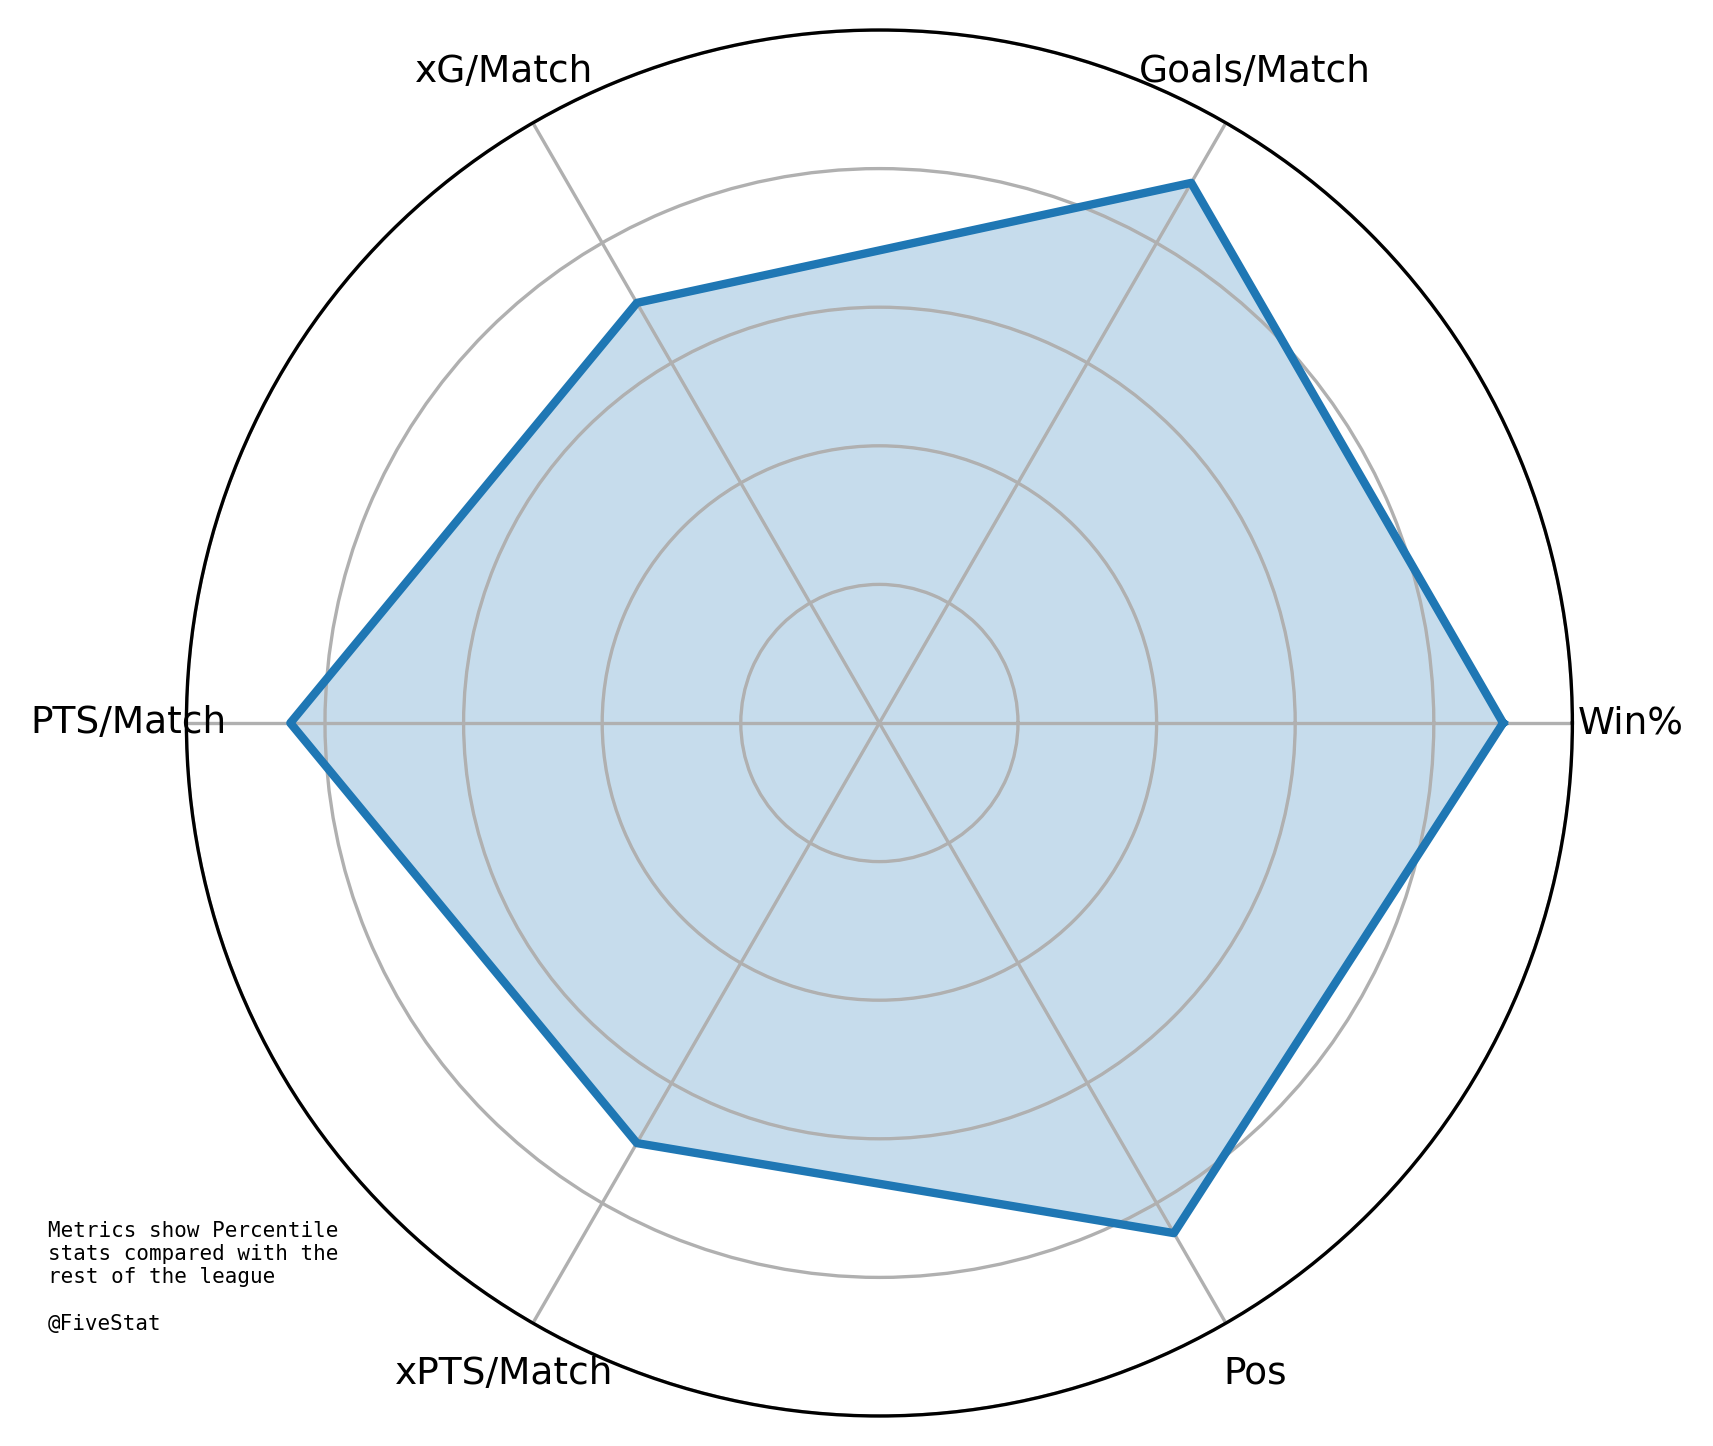 xG/Match
Goals/Match
PTS/Match
Win%
Metrics show Percentile
stats compared with the
rest of the league
@FiveStat
xPTS/Match
Pos